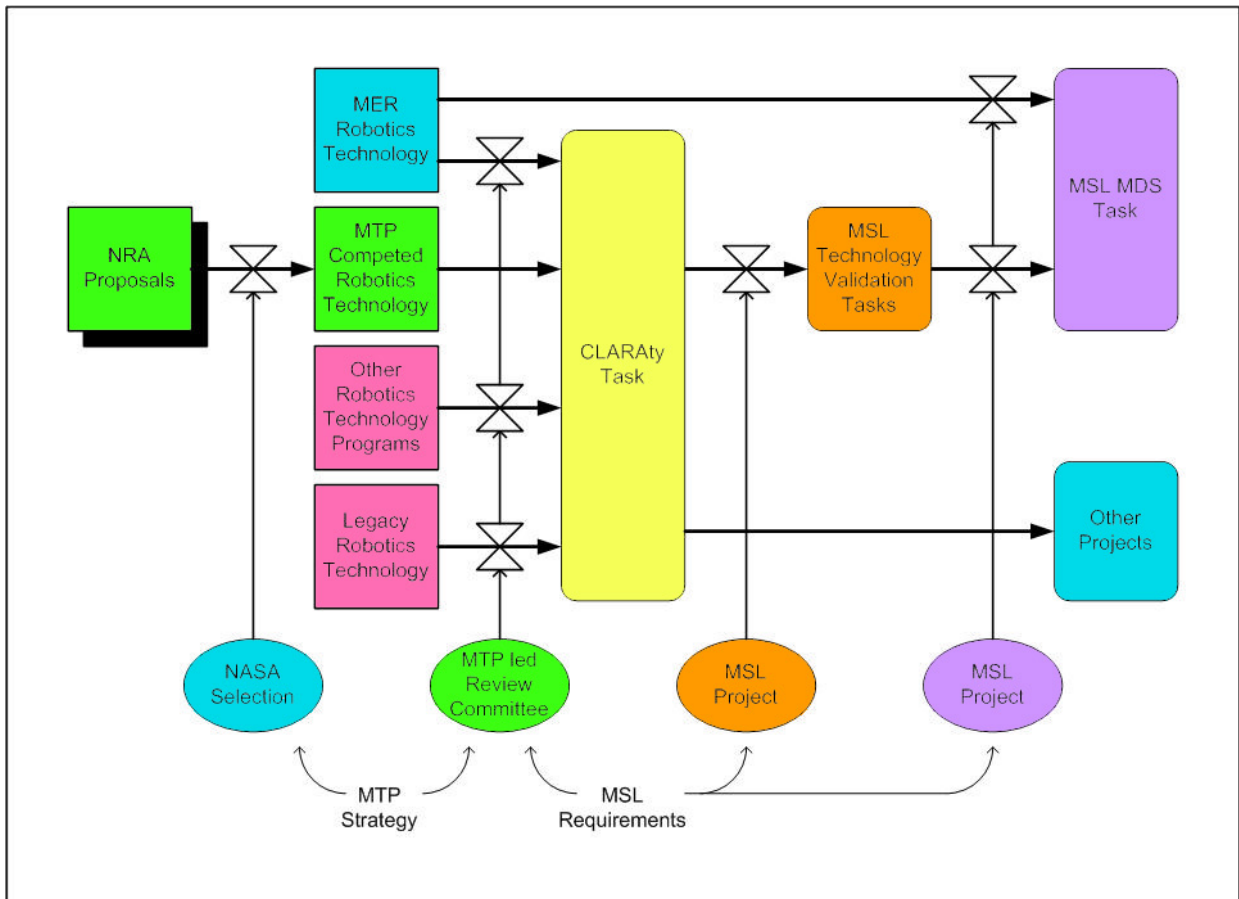 MER
Robotics
Technology
MSL MDS
Task
NRA
Proposals
MTP
Competed
Robotics
Technology
MSL
Technology
Validation
Tasks
CLARAty
Task
Other
Robotics
Technology
Programs
Legacy
Robotics
Technology
Other
Projects
NASA
Selection
MTP led
Review
Committee
MSL
Project
MSL
Project
MTP
Strategy
MSL
Requirements